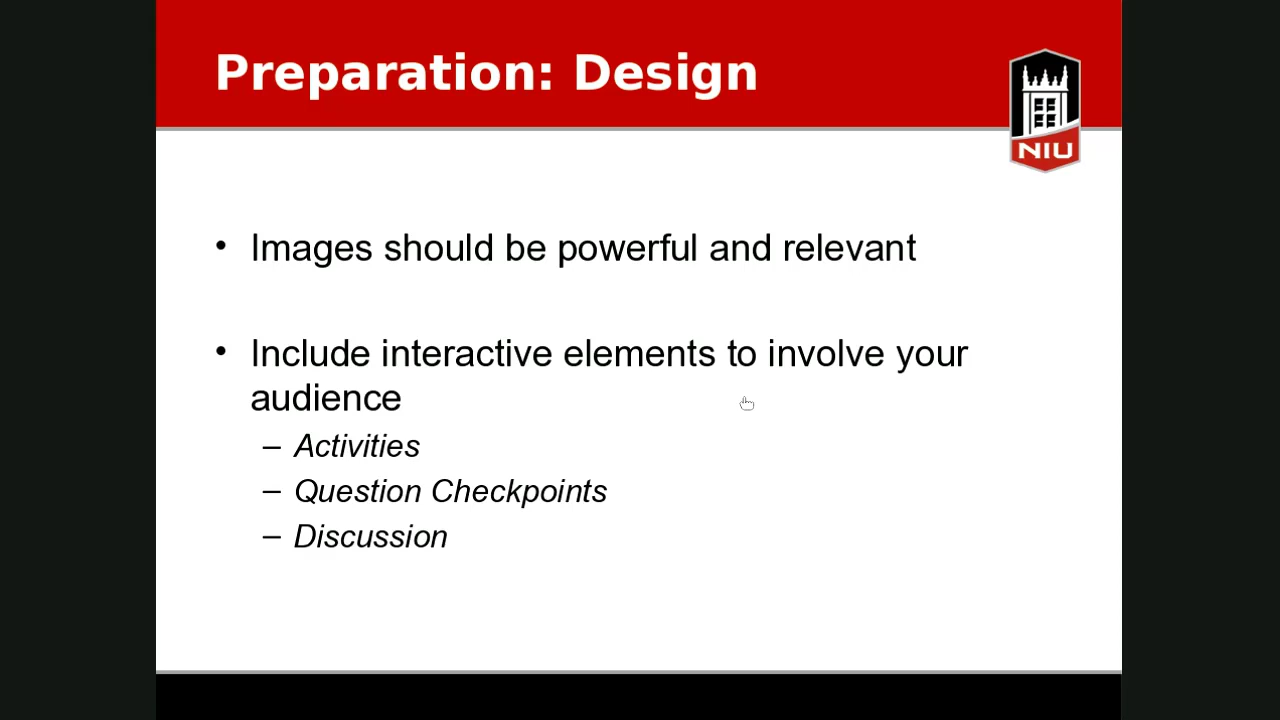 Preparation: Design
NIU
• Images should be powerful and relevant
• Include interactive elements to involve your
audience
– Activities
– Question Checkpoints
– Discussion